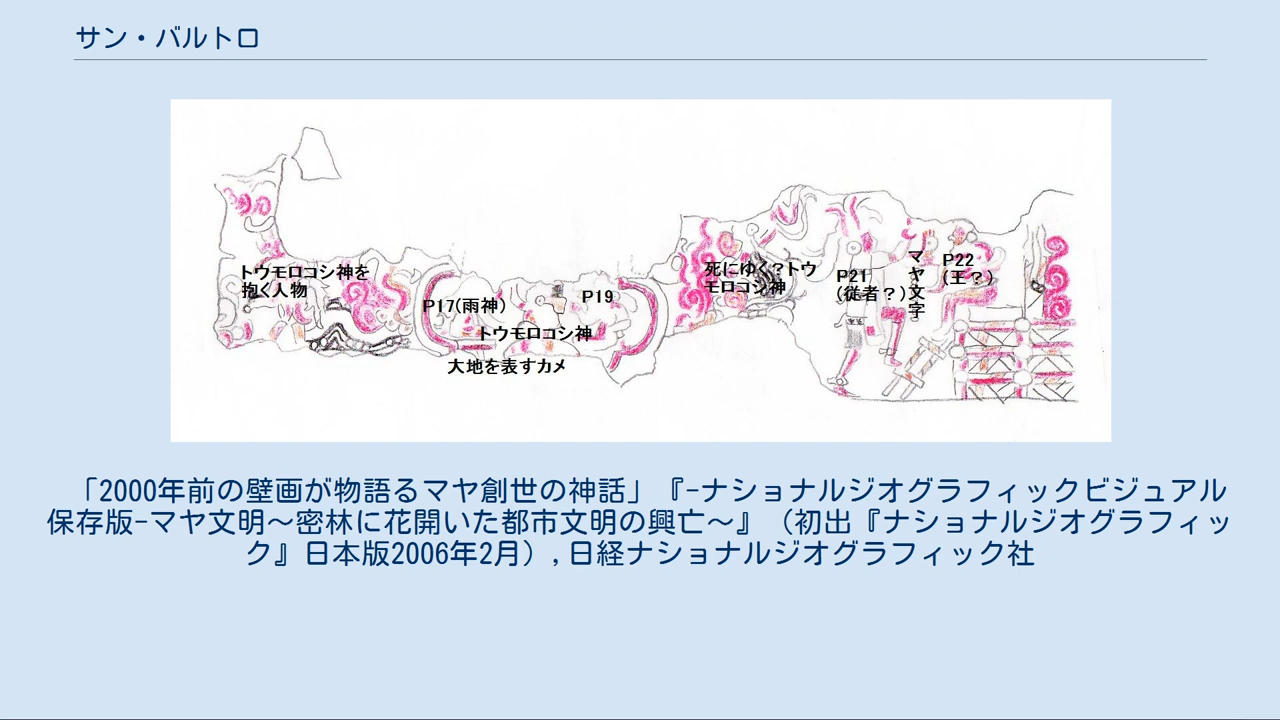 サン・バルトロ
トウモロコシ神を
抱く人物
P17(雨神)
P19
トウモロコシ神
大地を表すカメ
死にゆく?トウ
モロコシ神
P21
(従者?)
マヤ文字
P22
(王?)
「2000年前の壁画が物語るマヤ創世の神話」『-ナショナルジオグラフィックビジュアル
保存版-マヤ文明～密林に花開いた都市文明の興亡～』（初出『ナショナルジオグラフィッ
ク』日本版2006年2月）,日経ナショナルジオグラフィック社